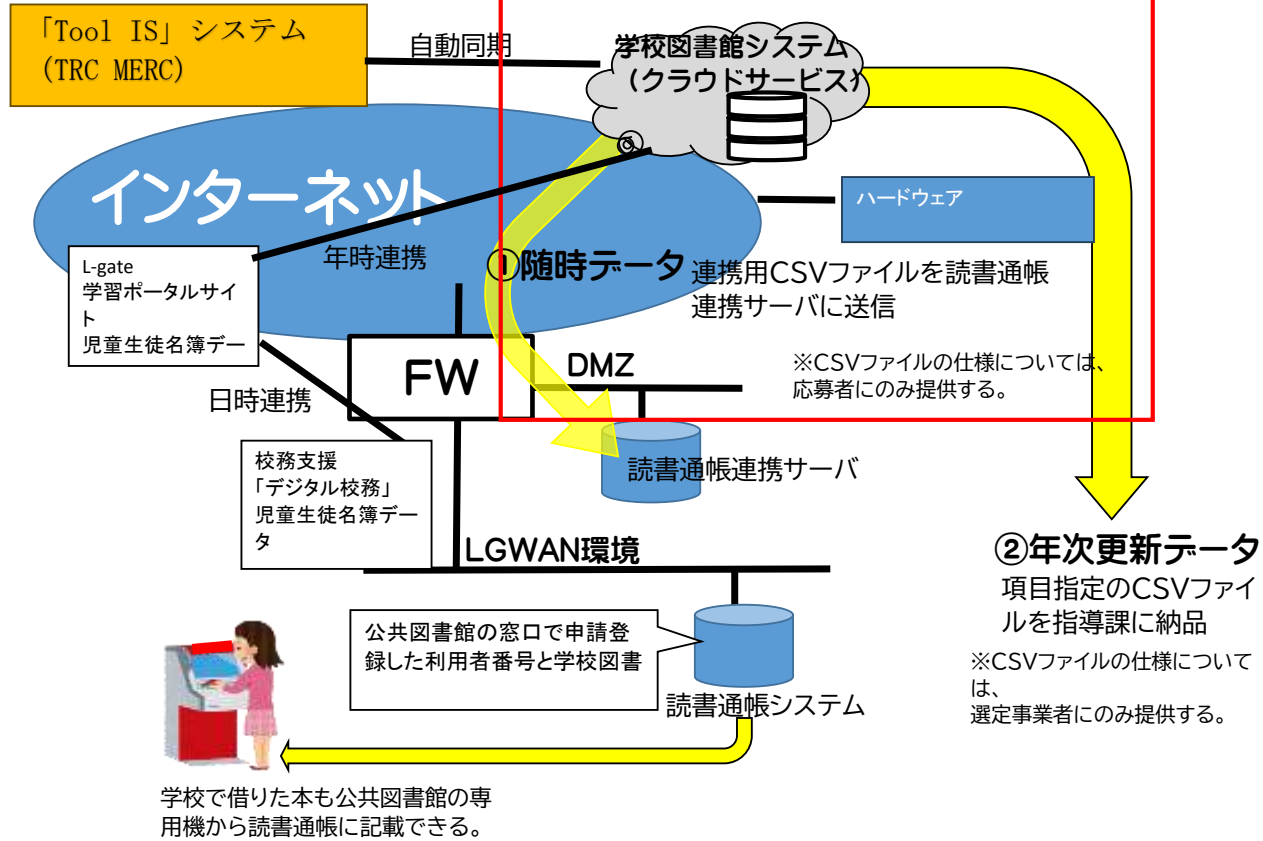 「Tool IS」システム
(TRC MERC)
自動同期
学校図書館システム
(クラウドサービス)
インターネット
ハードウェア
年時連携
①随時データ
連携用CSVファイルを読書通帳
連携サーバに送信
L-gate
学習ポータルサイ
ト
児童生徒名簿デー
FW
DMZ
※CSVファイルの仕様については、
応募者にのみ提供する。
日時連携
校務支援
「デジタル校務」
児童生徒名簿デー
タ
読書通帳連携サーバ
LGWAN環境
②年次更新データ
項目指定のCSVファイ
ルを指導課に納品
※CSVファイルの仕様について
は、
選定事業者にのみ提供する。
公共図書館の窓口で申請登
録した利用者番号と学校図書
読書通帳システム
学校で借りた本も公共図書館の専
用機から読書通帳に記載できる。